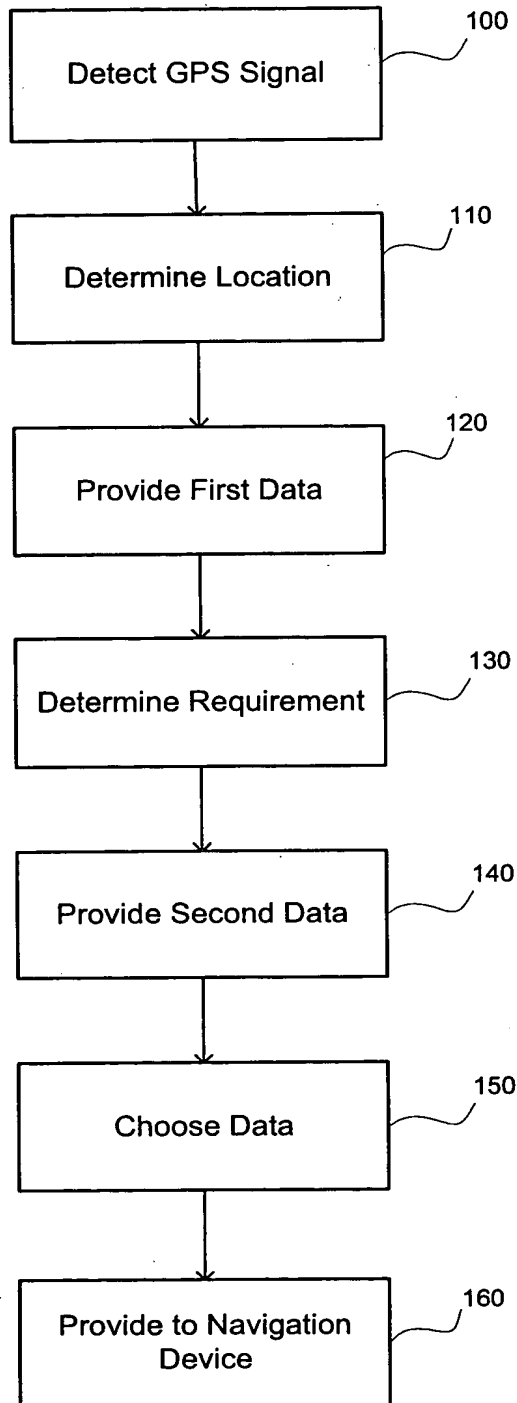 100
Detect GPS Signal
110
Determine Location
120
Provide First Data
130
Determine Requirement
140
Provide Second Data
150
Choose Data
160
Provide to Navigation
Device